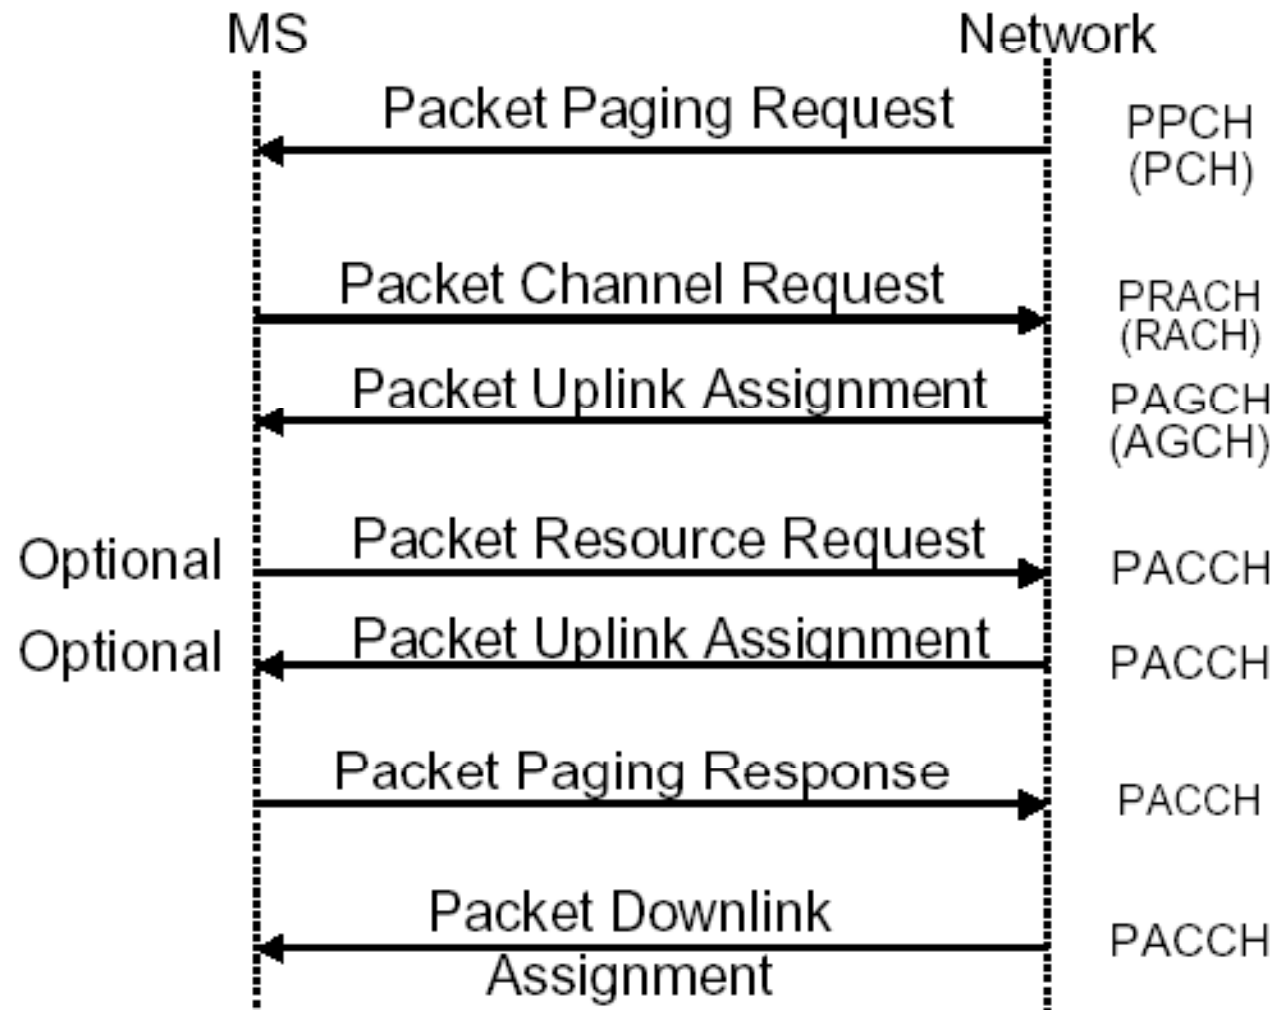 MS
Network
Packet Paging Request
PPCH
(PCH)
Packet Channel Request
PRACH
(RACH)
Packet Uplink Assignment
PAGCH
(AGCH)
Optional
Packet Resource Request
PACCH
Optional
Packet Uplink Assignment
PACCH
Packet Paging Response
PACCH
Packet Downlink
Assignment
PACCH